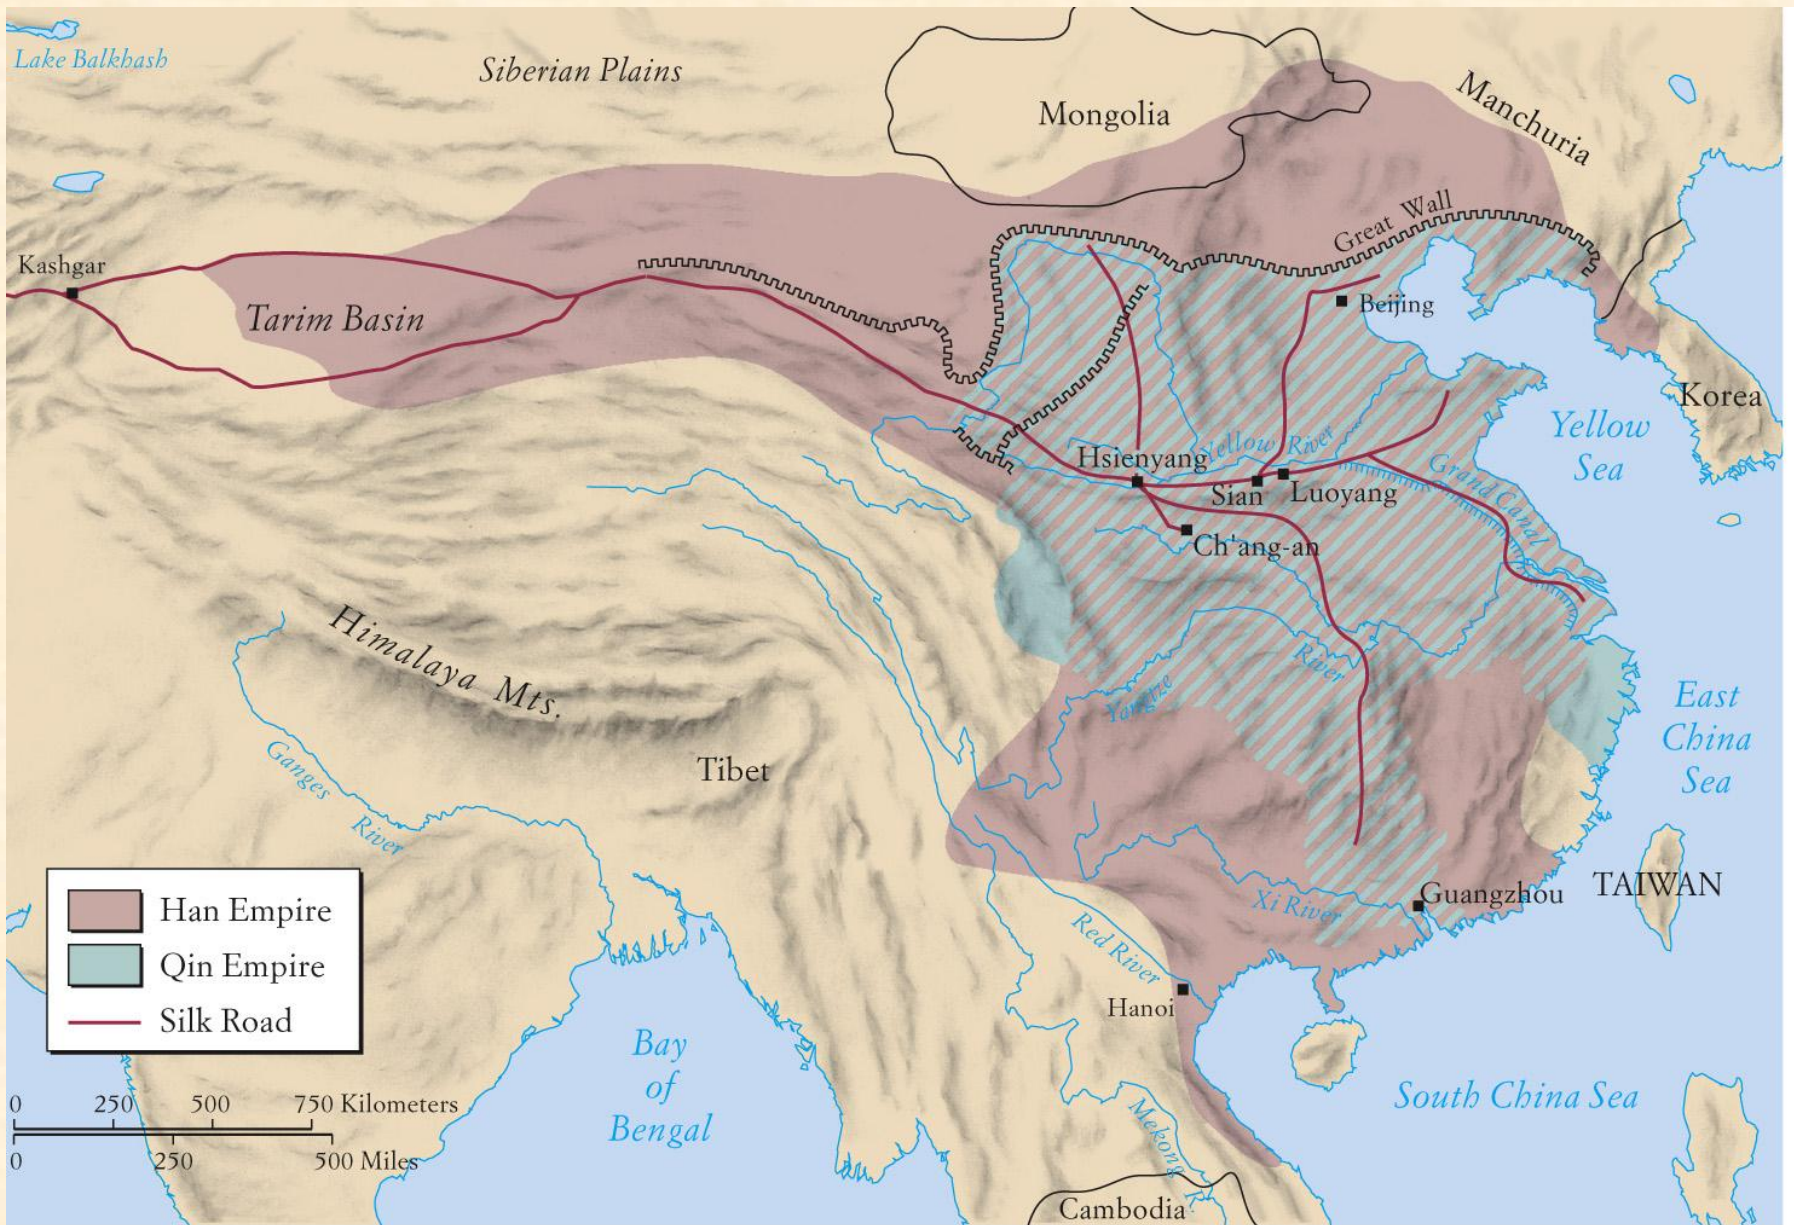 Lake Balkhash
Siberian Plains
Mongolia
Manchuria
Great Wall
Kashgar
Tarim Basin
Beijing
Korea
Yellow
Sea
Hsienyang
Yellow River
Sian
Luoyang
Grand Canal
Ch'ang-an
Himalaya Mts.
Yangtze
River
East
China
Sea
Tibet
Ganges
River
TAIWAN
Guangzhou
Xi River
Red River
Hanoi
Han Empire
Qin Empire
Silk Road
Bay
of
Bengal
South China Sea
Mekong R.
Cambodia
0 250 500 750 Kilometers
0 250 500 Miles